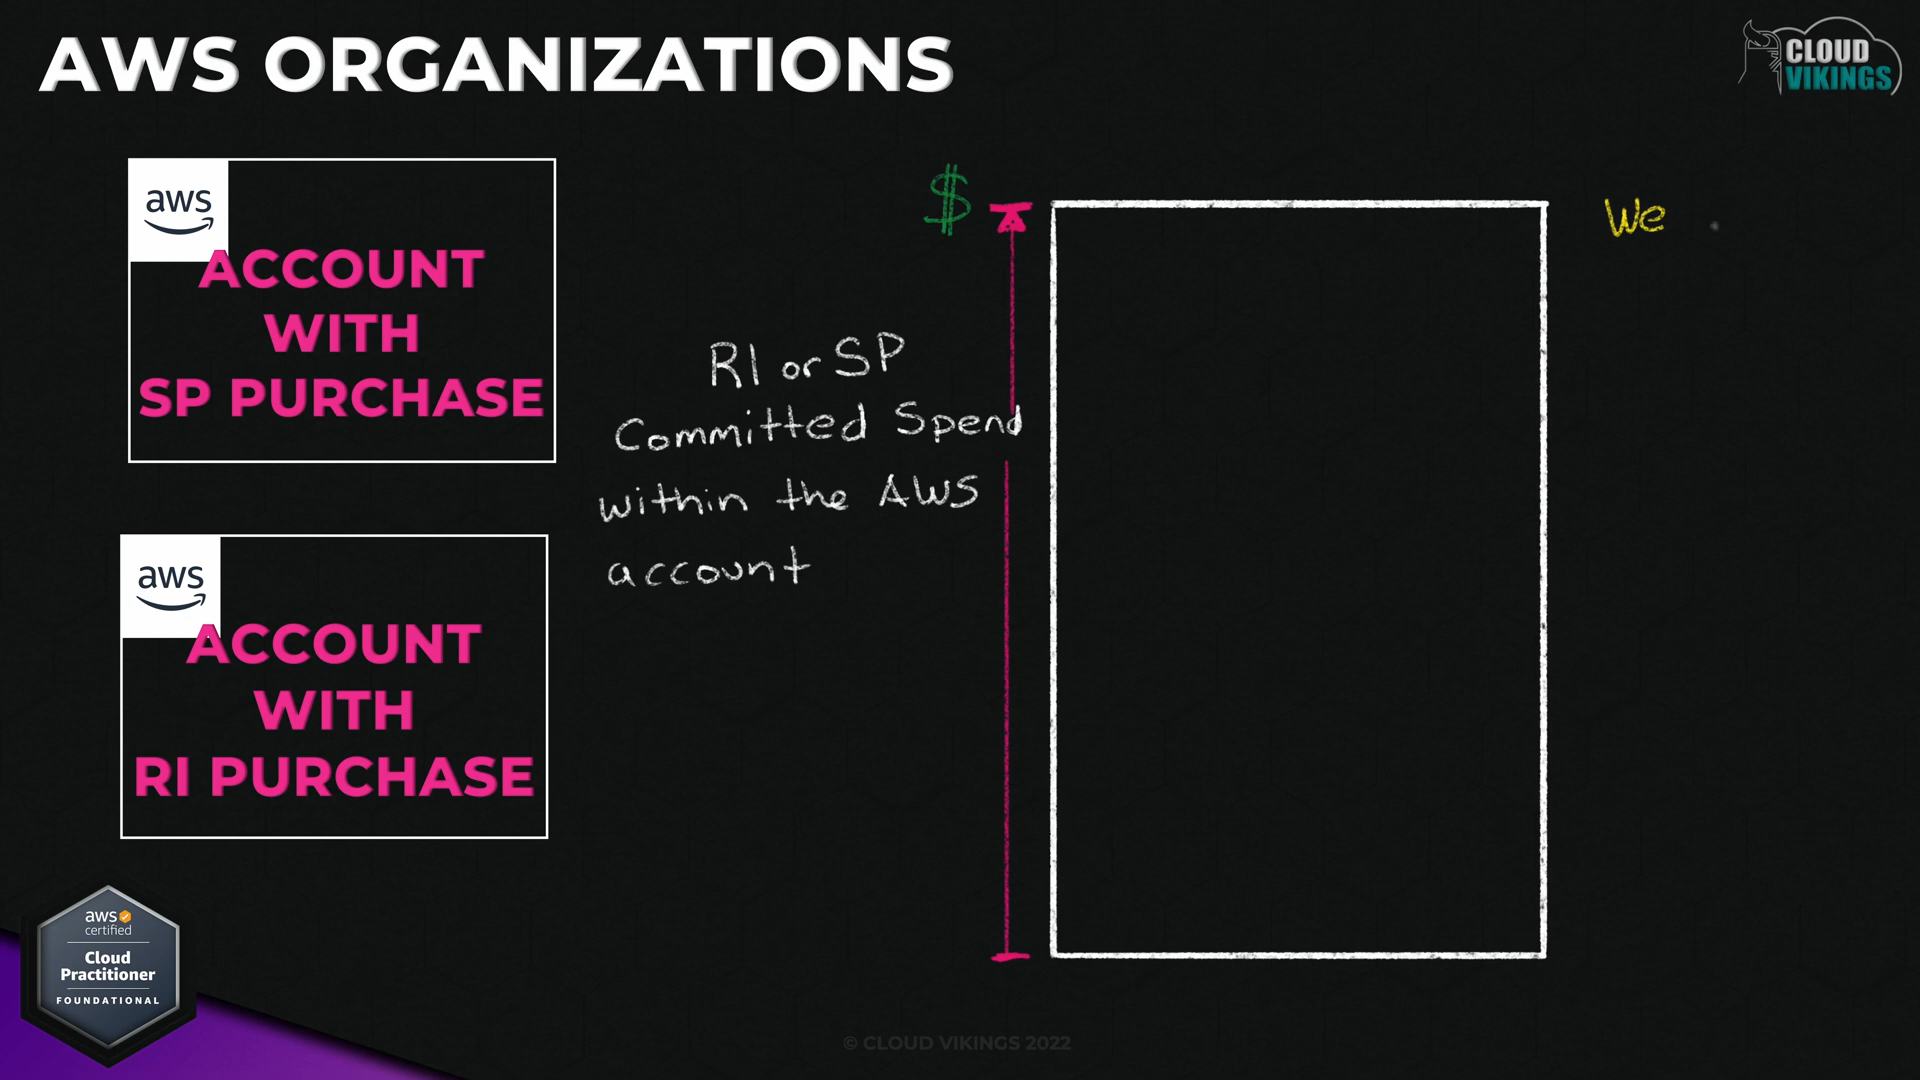 AWS ORGANIZATIONS
CLOUD
VIKINGS
aws
ACCOUNT
WITH
SP PURCHASE
$
We
RI or SP
Committed Spend
within the AWS
account
aws
ACCOUNT
WITH
RI PURCHASE
aws
certified
Cloud
Practitioner
FOUNDATIONAL
© CLOUD VIKINGS 2022